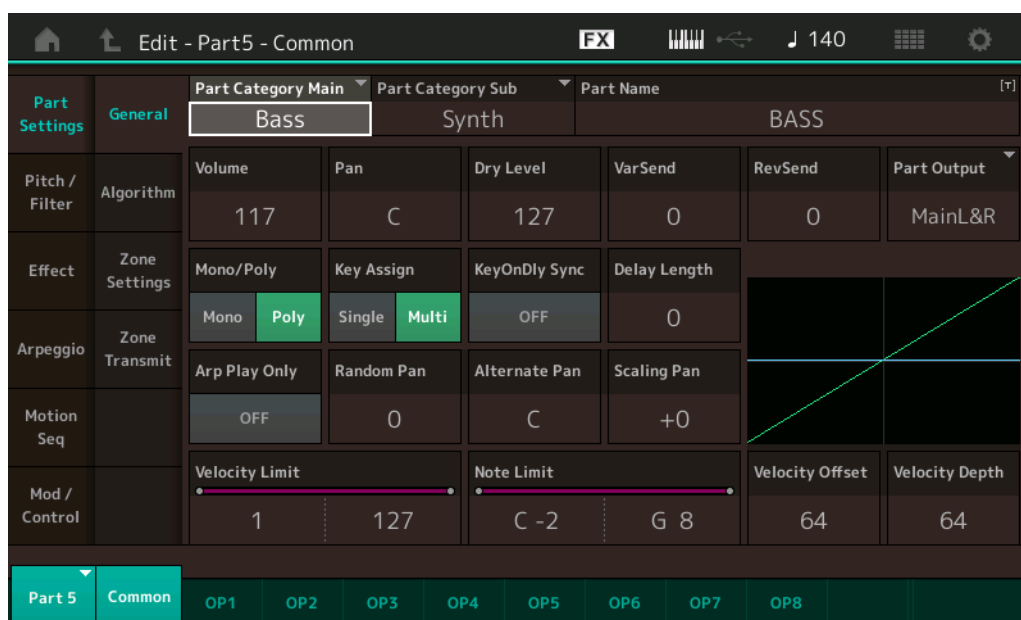 Edit - Part5 - Common
FX
♩ 140
Part Settings
Pitch / Filter
Effect
Arpeggio
Motion Seq
Mod / Control
General
Algorithm
Zone Settings
Zone Transmit
Part Category Main
Bass
Part Category Sub
Synth
Part Name
[T]
BASS
Volume
117
Pan
C
Dry Level
127
VarSend
0
RevSend
0
Part Output
MainL&R
Mono/Poly
Mono Poly
Key Assign
Single Multi
KeyOnDly Sync
OFF
Delay Length
0
Arp Play Only
OFF
Random Pan
0
Alternate Pan
C
Scaling Pan
+0
Velocity Limit
1 127
Note Limit
C -2 G 8
Velocity Offset
64
Velocity Depth
64
Part 5 Common OP1 OP2 OP3 OP4 OP5 OP6 OP7 OP8